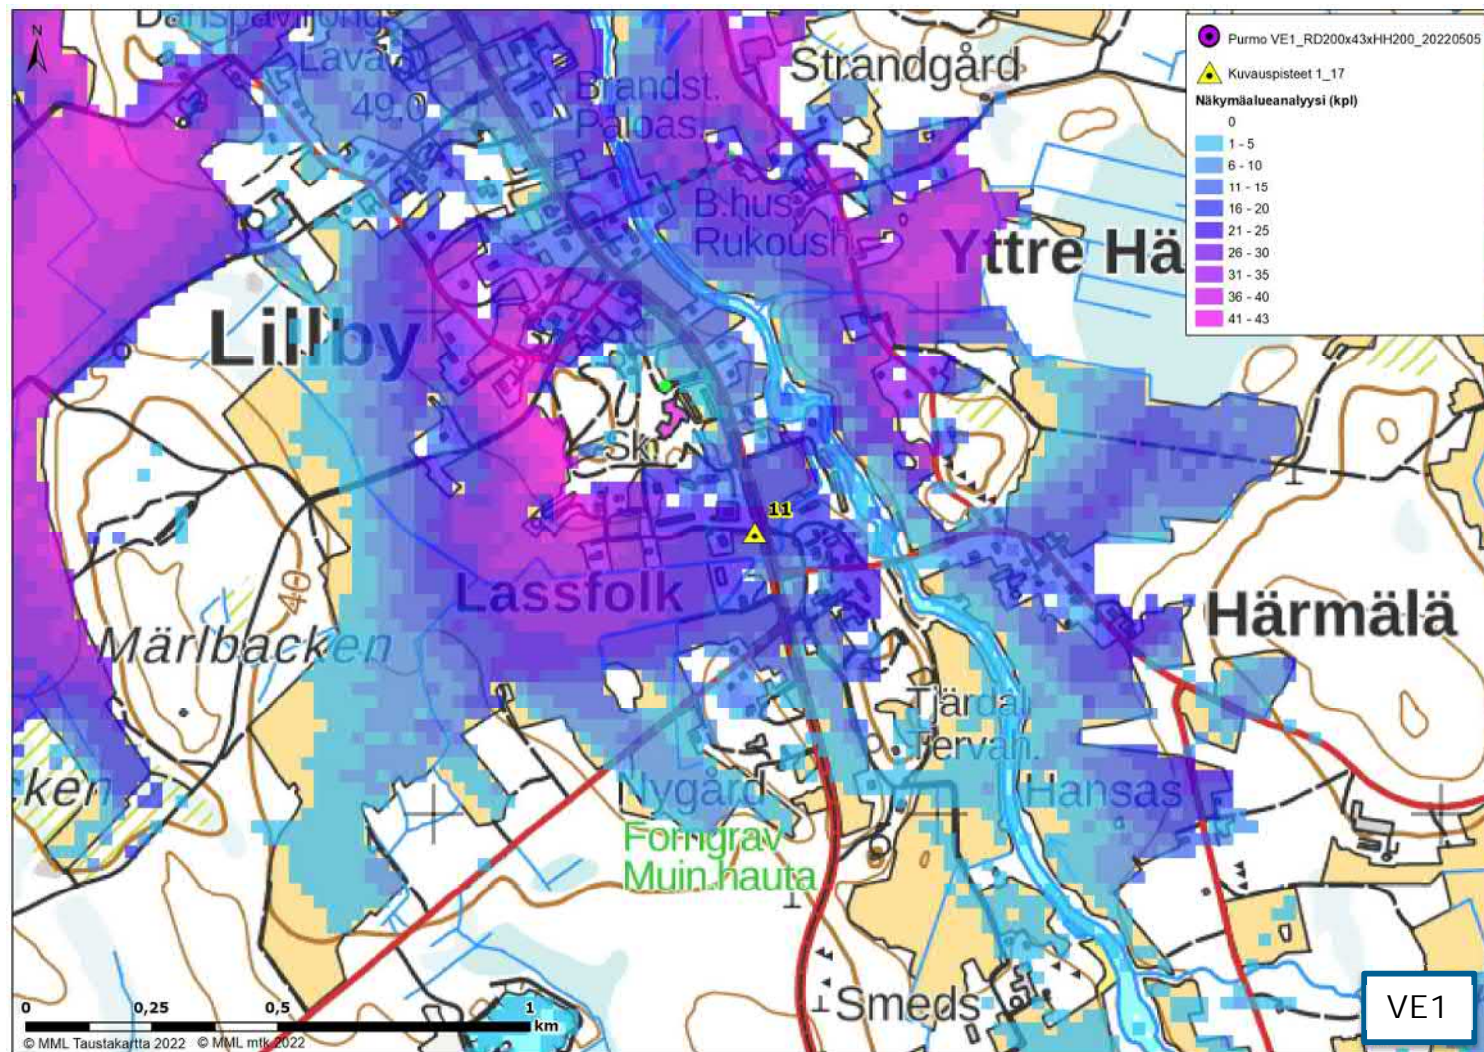 Danspaviljong
Lava
49,0
Brandst.
Paloas.
Strandgård
B.hus
Rukoush
Yttre Hä
Lillby
Sk
11
Lassfolk
40
Märlbacken
Härmälä
Tjärdal
Tervah.
cken
Nygård
Hansas
Forngrav
Muin.hauta
Smeds
N
Purmo VE1_RD200x43xHH200_20220505
Kuvauspisteet 1_17
Näkymäalueanalyysi (kpl)
0
1 - 5
6 - 10
11 - 15
16 - 20
21 - 25
26 - 30
31 - 35
36 - 40
41 - 43
0 0,25 0,5 1
km
© MML Taustakartta 2022 © MML mtk 2022
VE1